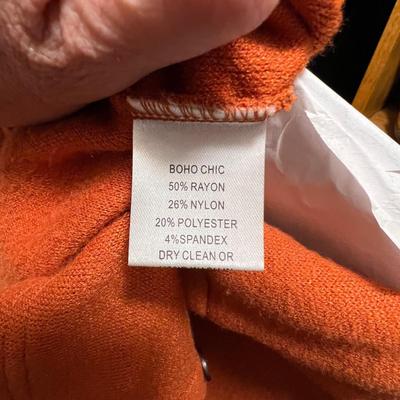 BOHO CHIC
50% RAYON
26% NYLON
20% POLYESTER
4%SPANDEX
DRY CLEAN OR